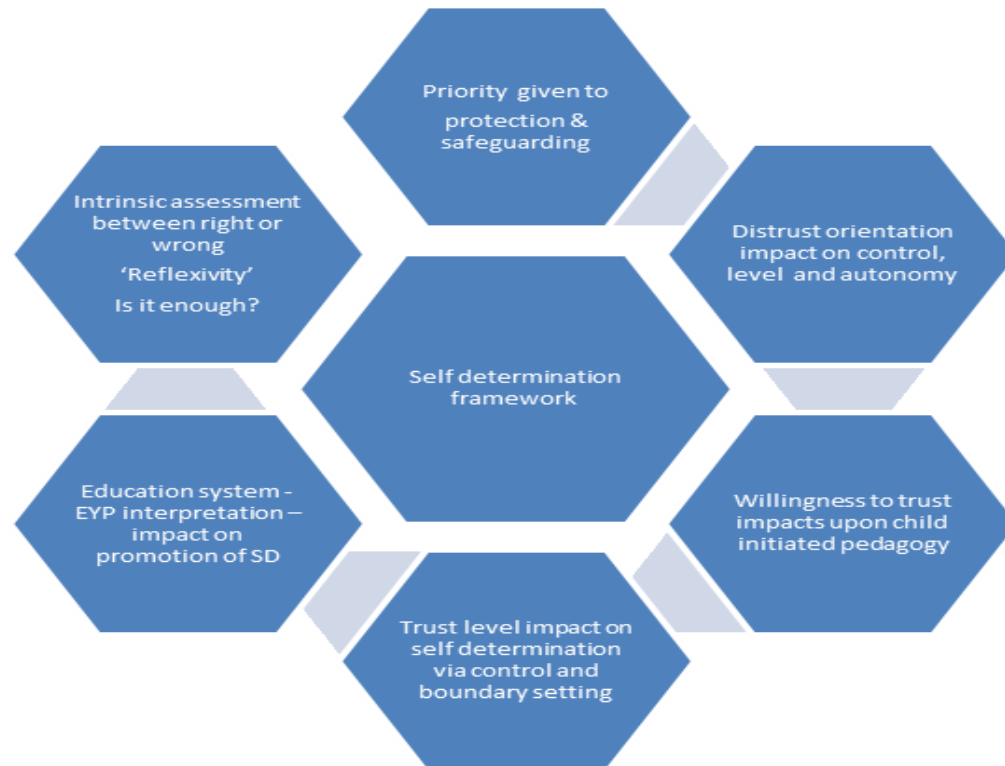 Priority given to
protection &
safeguarding
Distrust orientation
impact on control,
level and autonomy
Willingness to trust
impacts upon child
initiated pedagogy
Trust level impact on
self determination
via control and
boundary setting
Education system -
EYP interpretation –
impact on
promotion of SD
Intrinsic assessment
between right or
wrong
‘Reflexivity’
Is it enough?
Self determination
framework